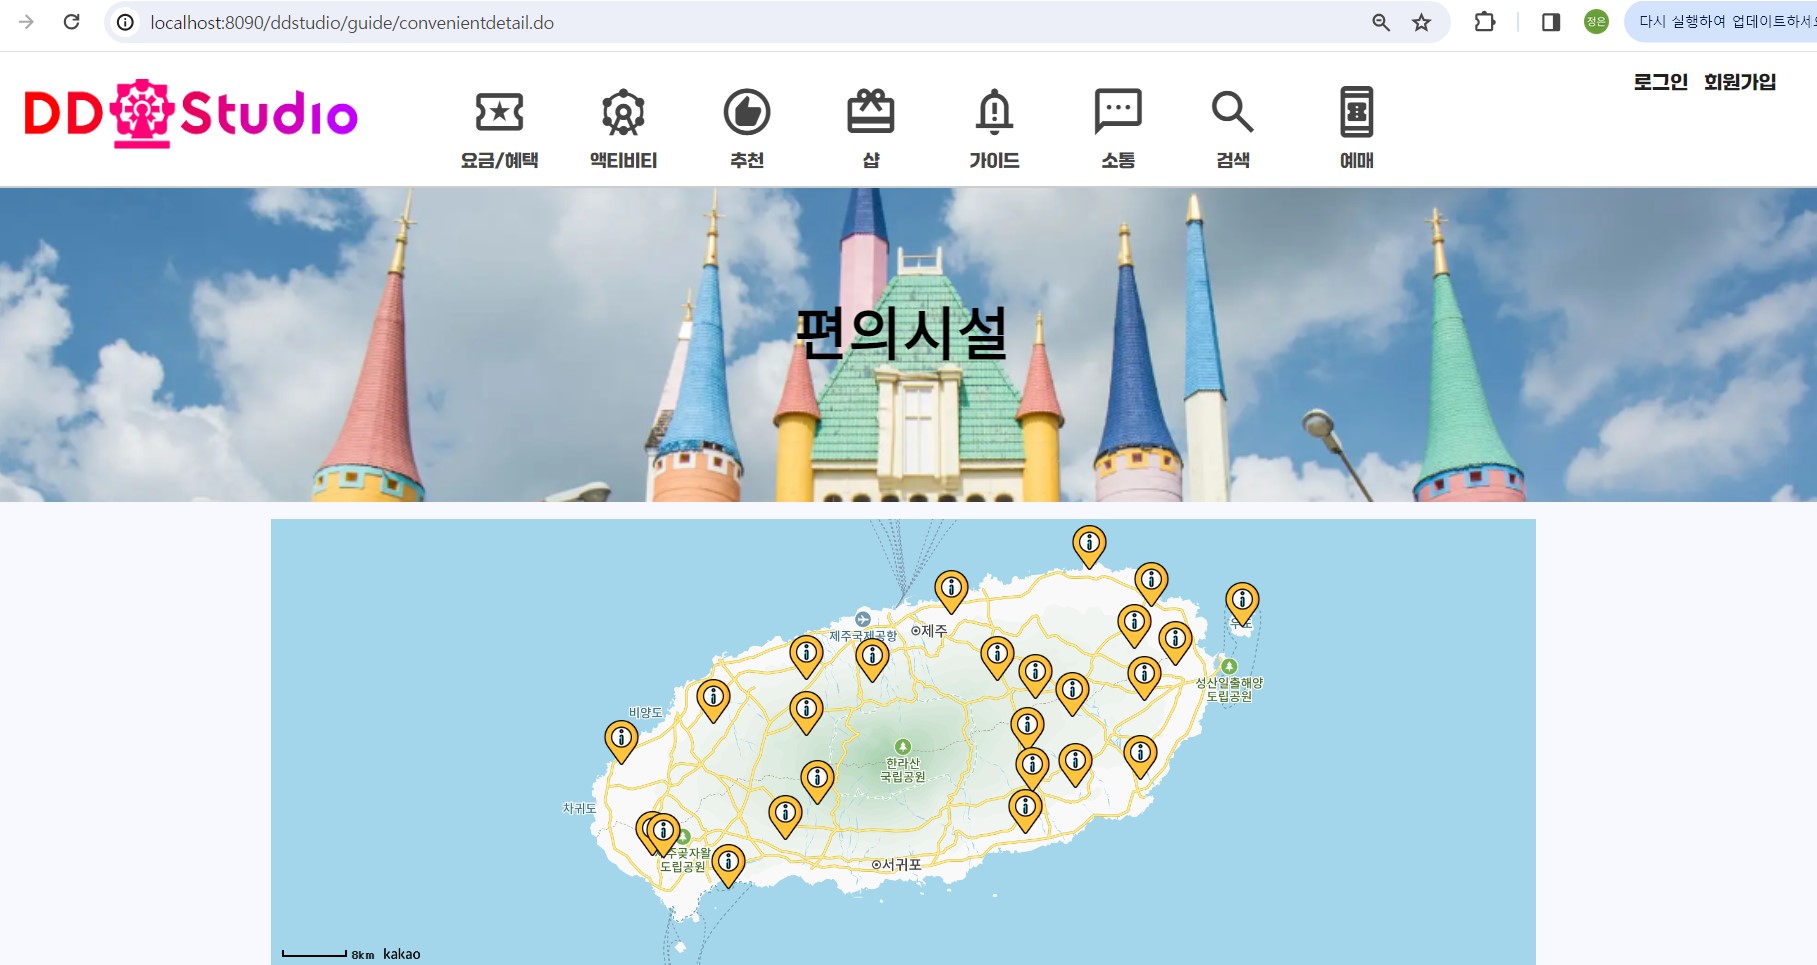 localhost:8090/ddstudio/guide/convenientdetail.do
정은
다시 실행하여 업데이트하세
로그인 회원가입
DD Studio
요금/혜택 액티비티 추천 샵 가이드 소통 검색 예매
편의시설
제주국제공항
제주
우도
성산일출해양
도립공원
비양도
한라산
국립공원
차귀도
주곶자왈
도립공원
서귀포
8km kakao